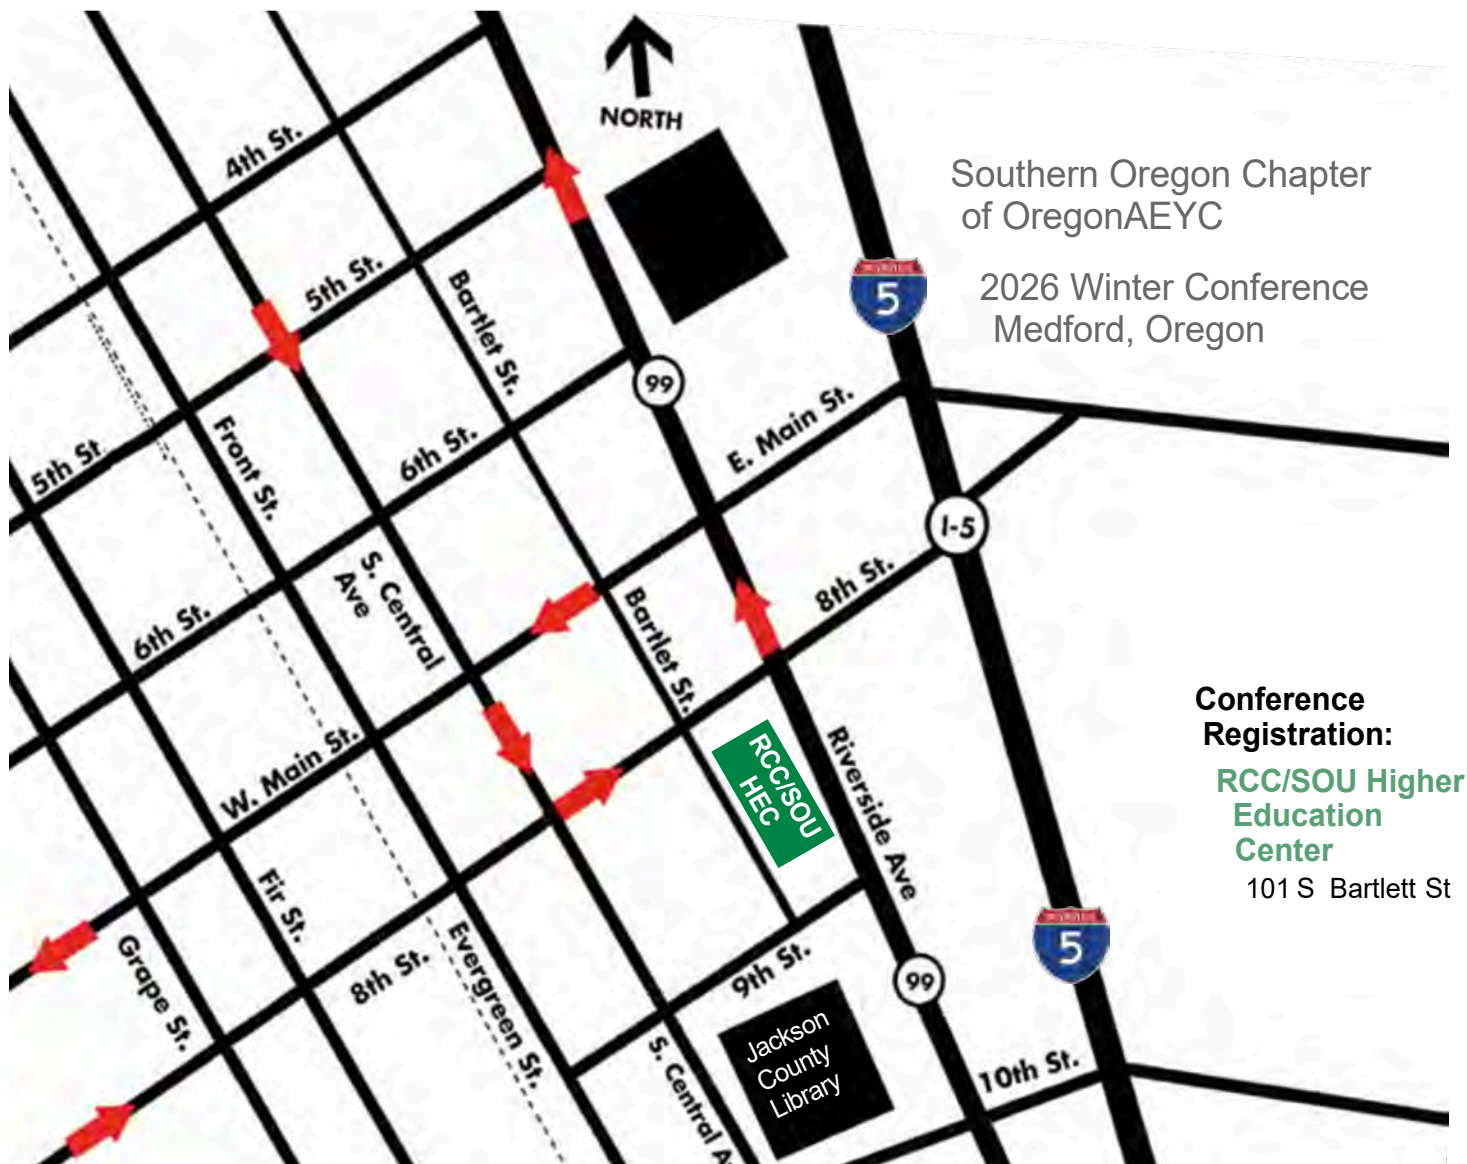 NORTH
4th St.
Southern Oregon Chapter
of OregonAEYC
5th St.
Bartlet St.
5
2026 Winter Conference
Medford, Oregon
99
E. Main St.
5th St.
Front St.
6th St.
I-5
S. Central
Ave
8th St.
6th St.
Bartlet St.
Conference
Registration:
RCC/SOU
HEC
Riverside Ave
W. Main St.
RCC/SOU Higher
Education
Center
101 S Bartlett St
Fir St.
Grape St.
8th St.
Evergreen St.
9th St.
99
5
Jackson
County
Library
S. Central A
10th St.